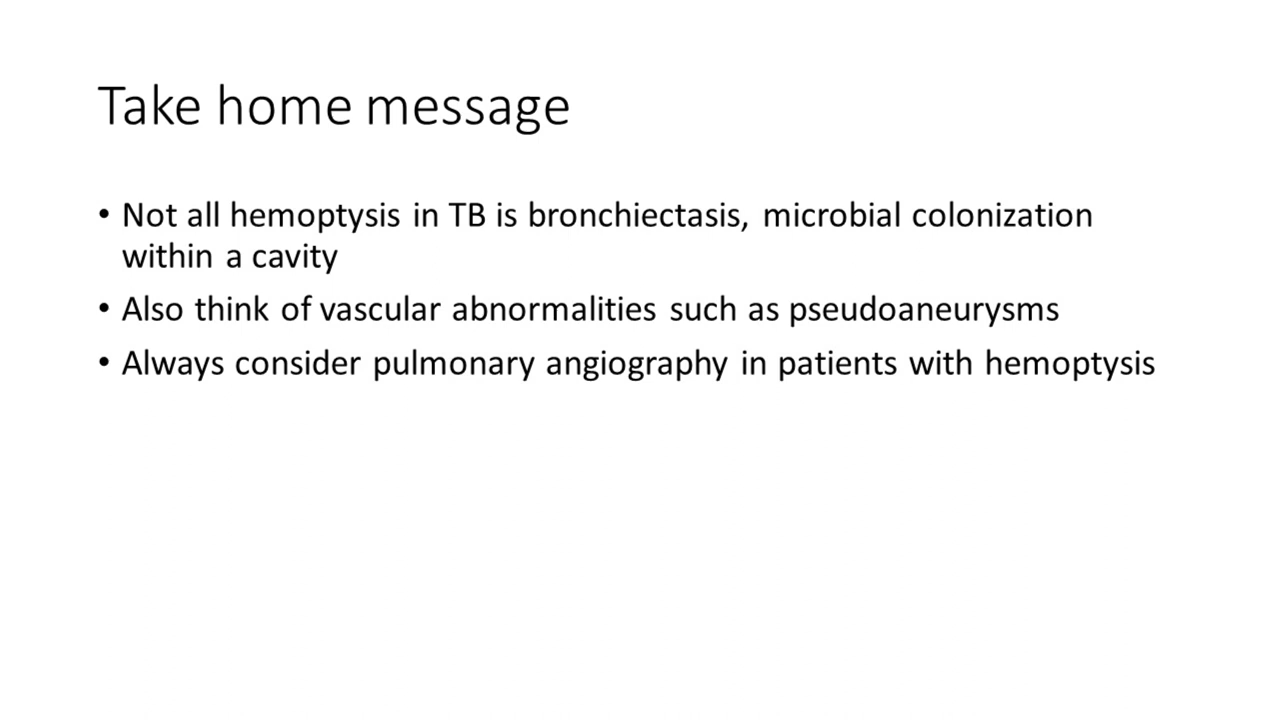 Take home message
• Not all hemoptysis in TB is bronchiectasis, microbial colonization
within a cavity
• Also think of vascular abnormalities such as pseudoaneurysms
• Always consider pulmonary angiography in patients with hemoptysis